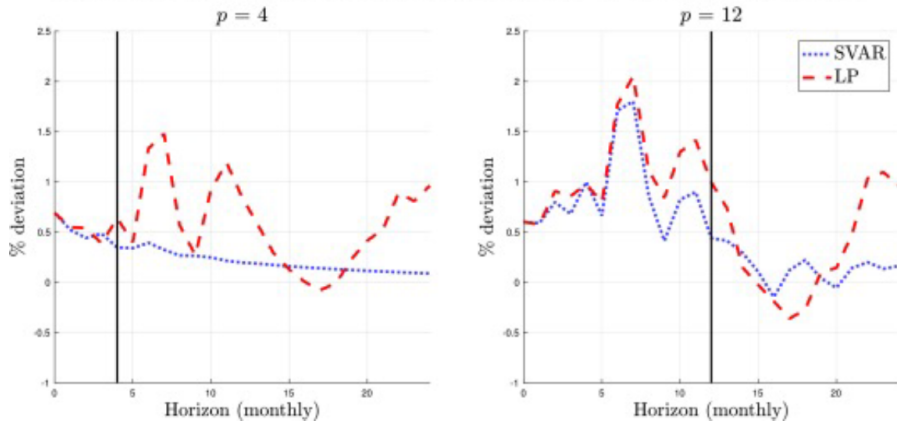 p = 4
% deviation
2.5
2
1.5
1
0.5
0
-0.5
-1
0 5 10 15 20
Horizon (monthly)
p = 12
SVAR
LP
% deviation
2.5
2
1.5
1
0.5
0
-0.5
-1
0 5 10 15 20
Horizon (monthly)